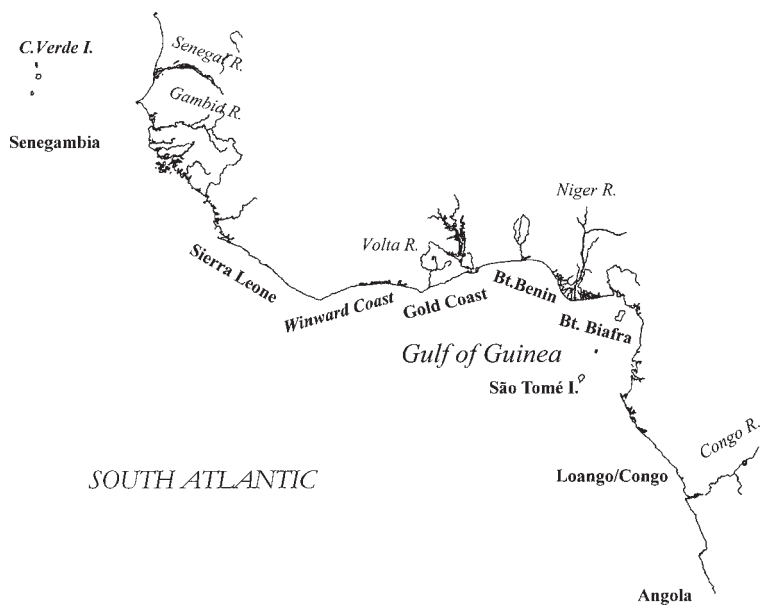 C.Verde I.
Senegal R.
Gambid R.
Senegambia
Niger R.
Volta R.
Sierra Leone
Winward Coast
Gold Coast
Bt.Benin
Bt. Biafra
Gulf of Guinea
São Tomé I.
Congo R.
SOUTH ATLANTIC
Loango/Congo
Angola